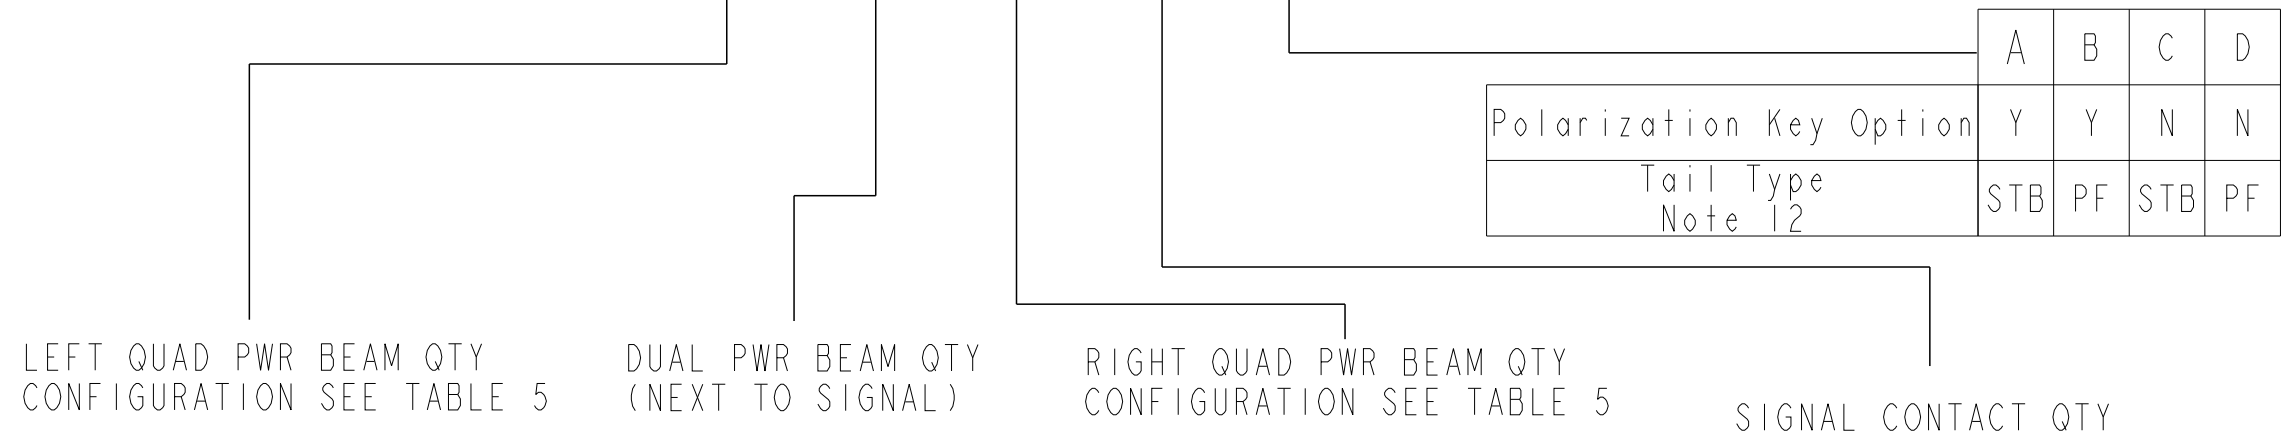 A B C D
Polarization Key Option Y Y N N
Tail Type
Note 12
STB PF STB PF
LEFT QUAD PWR BEAM QTY
CONFIGURATION SEE TABLE 5
DUAL PWR BEAM QTY
(NEXT TO SIGNAL)
RIGHT QUAD PWR BEAM QTY
CONFIGURATION SEE TABLE 5
SIGNAL CONTACT QTY